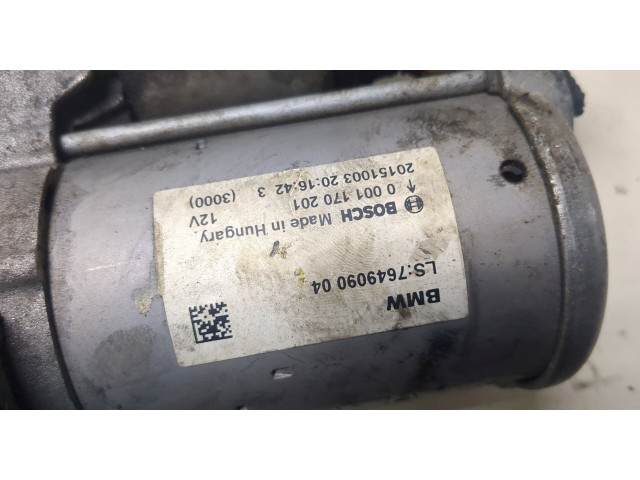 BMW
LS:7649090 04
BOSCH Made in Hungary
↑ 0 001 170 201 12V
20151003 20:16:42 3 (3000)